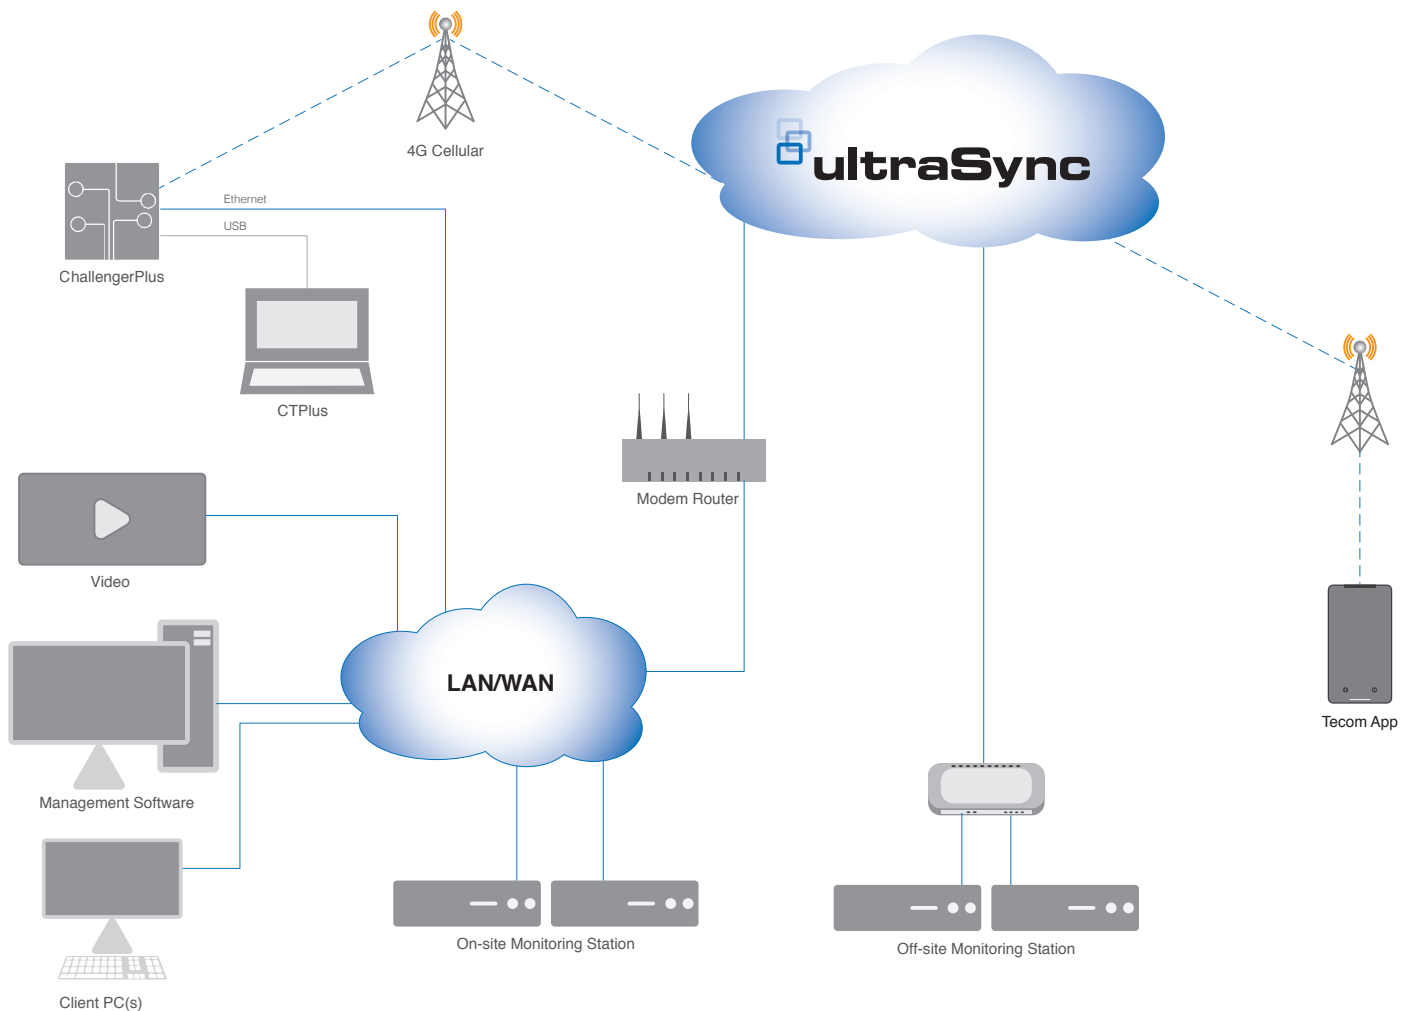 4G Cellular
ultraSync
Ethernet
USB
ChallengerPlus
CTPlus
Modem Router
Video
LAN/WAN
Tecom App
Management Software
On-site Monitoring Station
Off-site Monitoring Station
Client PC(s)